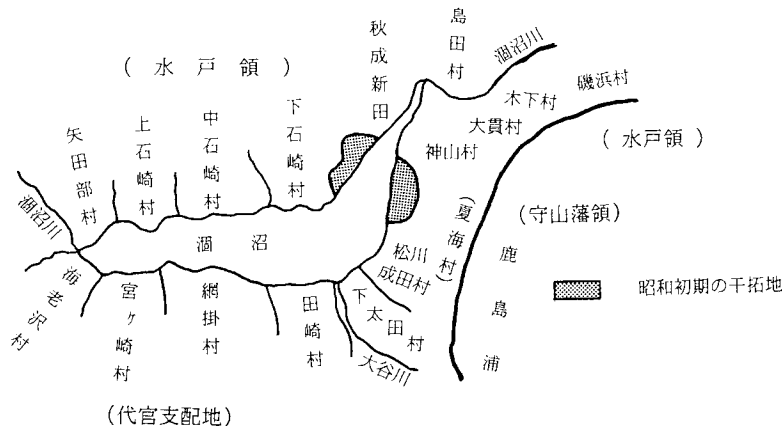 (水戸領)
矢田部村
上石崎村
中石崎村
下石崎村
秋成新田
島田村
涸沼川
磯浜村
木下村
大貫村
神山村
(水戸領)
(守山藩領)
(夏海村)
鹿島浦
涸沼川
涸沼
海老沢村
宮ヶ崎村
網掛村
田崎村
松川
成田村
下太田村
大谷川
昭和初期の干拓地
(代官支配地)